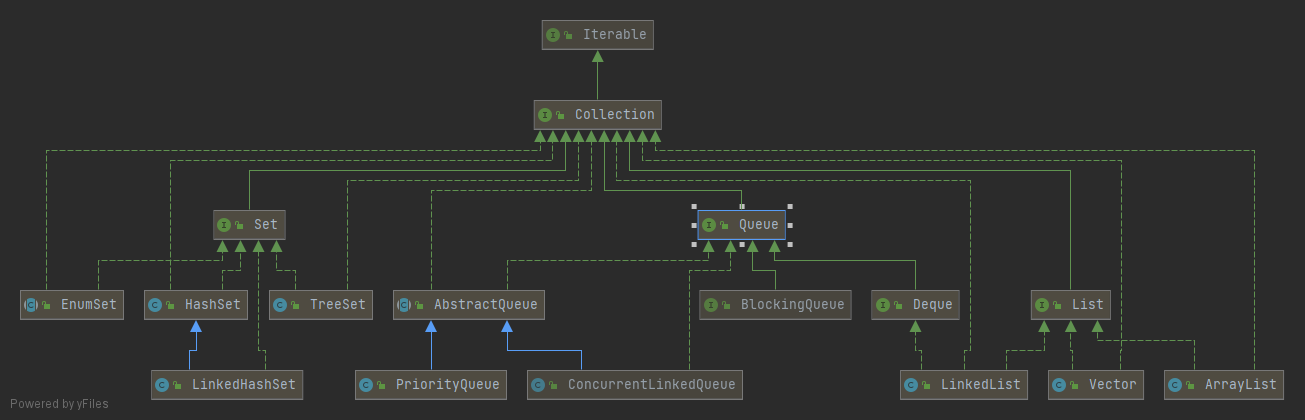 Iterable
Collection
Set
Queue
EnumSet
HashSet
TreeSet
AbstractQueue
BlockingQueue
Deque
List
LinkedHashSet
PriorityQueue
ConcurrentLinkedQueue
LinkedList
Vector
ArrayList
Powered by yFiles